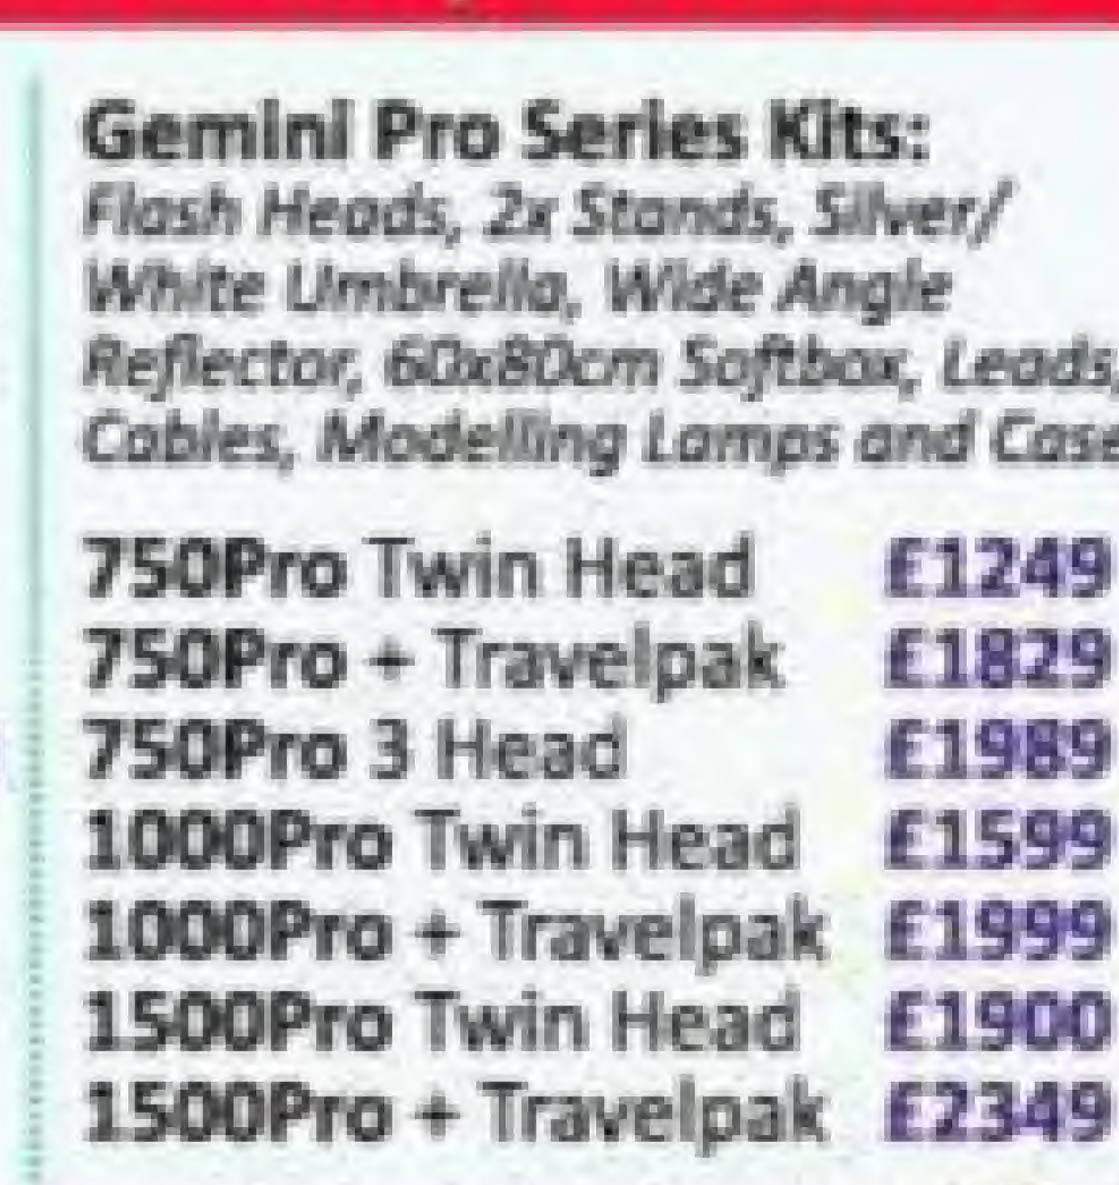 Gemini Pro Series Kits:
Flash Heads, 2x Stands, Silver/
White Umbrella, Wide Angle
Reflector, 60x80cm Softbox, Leads,
Cables, Modelling Lamps and Case
750Pro Twin Head £1249
750Pro + Travelpak £1829
750Pro 3 Head £1989
1000Pro Twin Head £1599
1000Pro + Travelpak £1999
1500Pro Twin Head £1900
1500Pro + Travelpak £2349